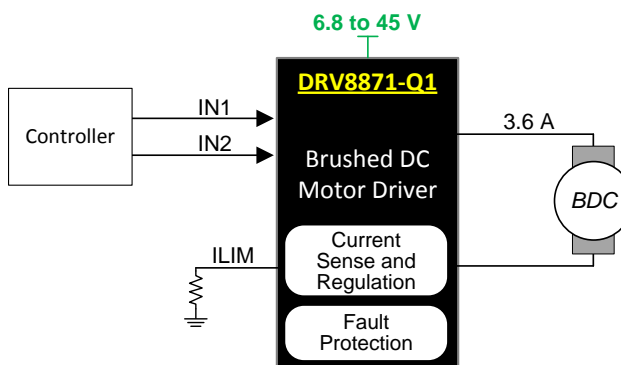 6.8 to 45 V
DRV8871-Q1
Controller
IN1
IN2
Brushed DC
Motor Driver
3.6 A
BDC
ILIM
Current
Sense and
Regulation
Fault
Protection